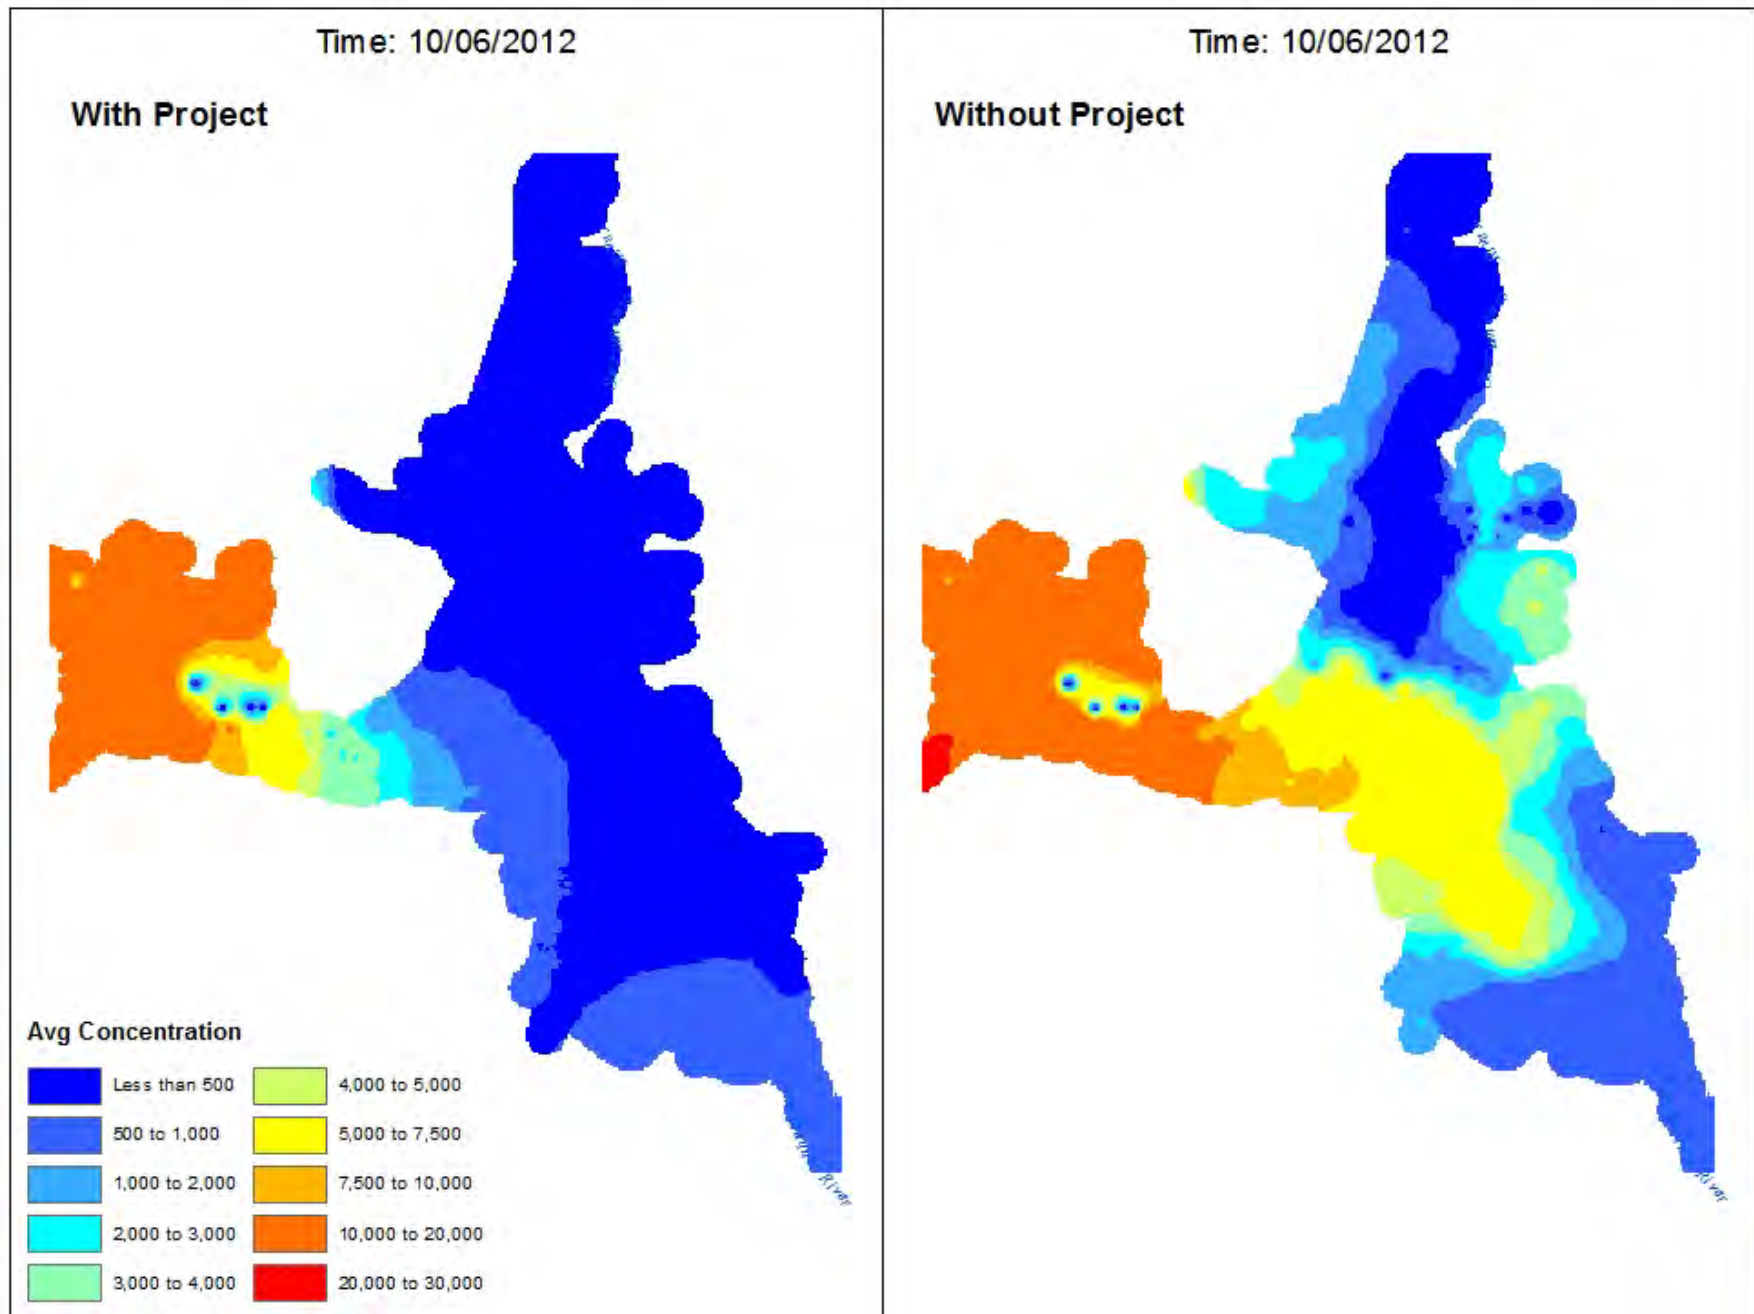 Time: 10/06/2012
With Project
Avg Concentration
Less than 500
500 to 1,000
1,000 to 2,000
2,000 to 3,000
3,000 to 4,000
4,000 to 5,000
5,000 to 7,500
7,500 to 10,000
10,000 to 20,000
20,000 to 30,000
River
Time: 10/06/2012
Without Project
River